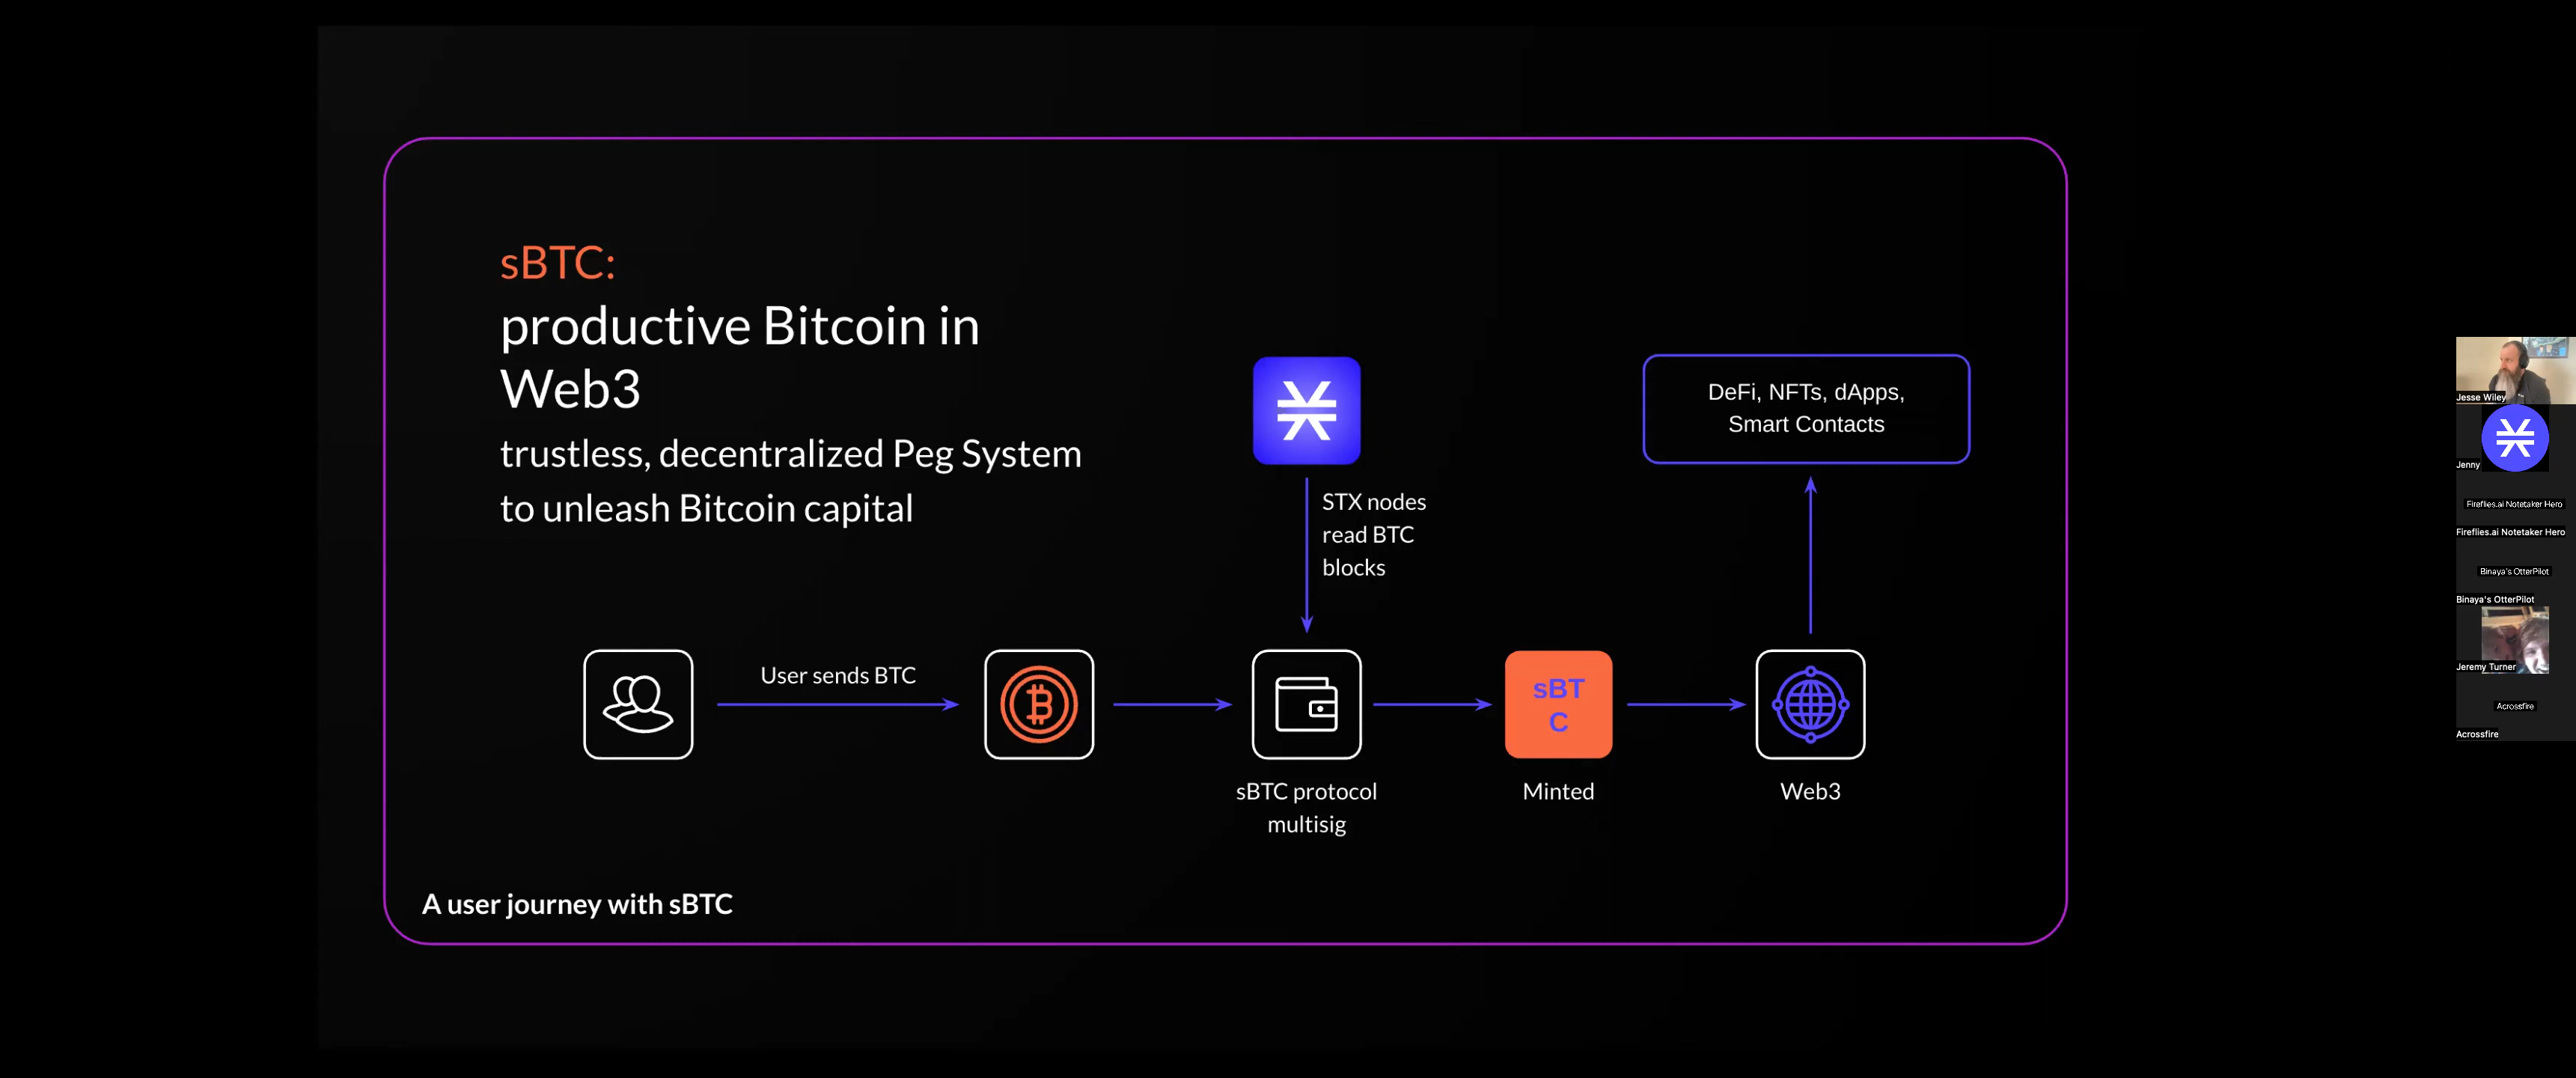 sBTC:
productive Bitcoin in
Web3
trustless, decentralized Peg System
to unleash Bitcoin capital
DeFi, NFTs, dApps,
Smart Contacts
STX nodes
read BTC
blocks
User sends BTC
sBT
C
sBTC protocol
multisig
Minted
Web3
A user journey with sBTC
Jesse Wiley
Jenny
Fireflies.ai Notetaker Hero
Fireflies.ai Notetaker Hero
Binaya's OtterPilot
Binaya's OtterPilot
Jeremy Turner
Acrossfire
Acrossfire